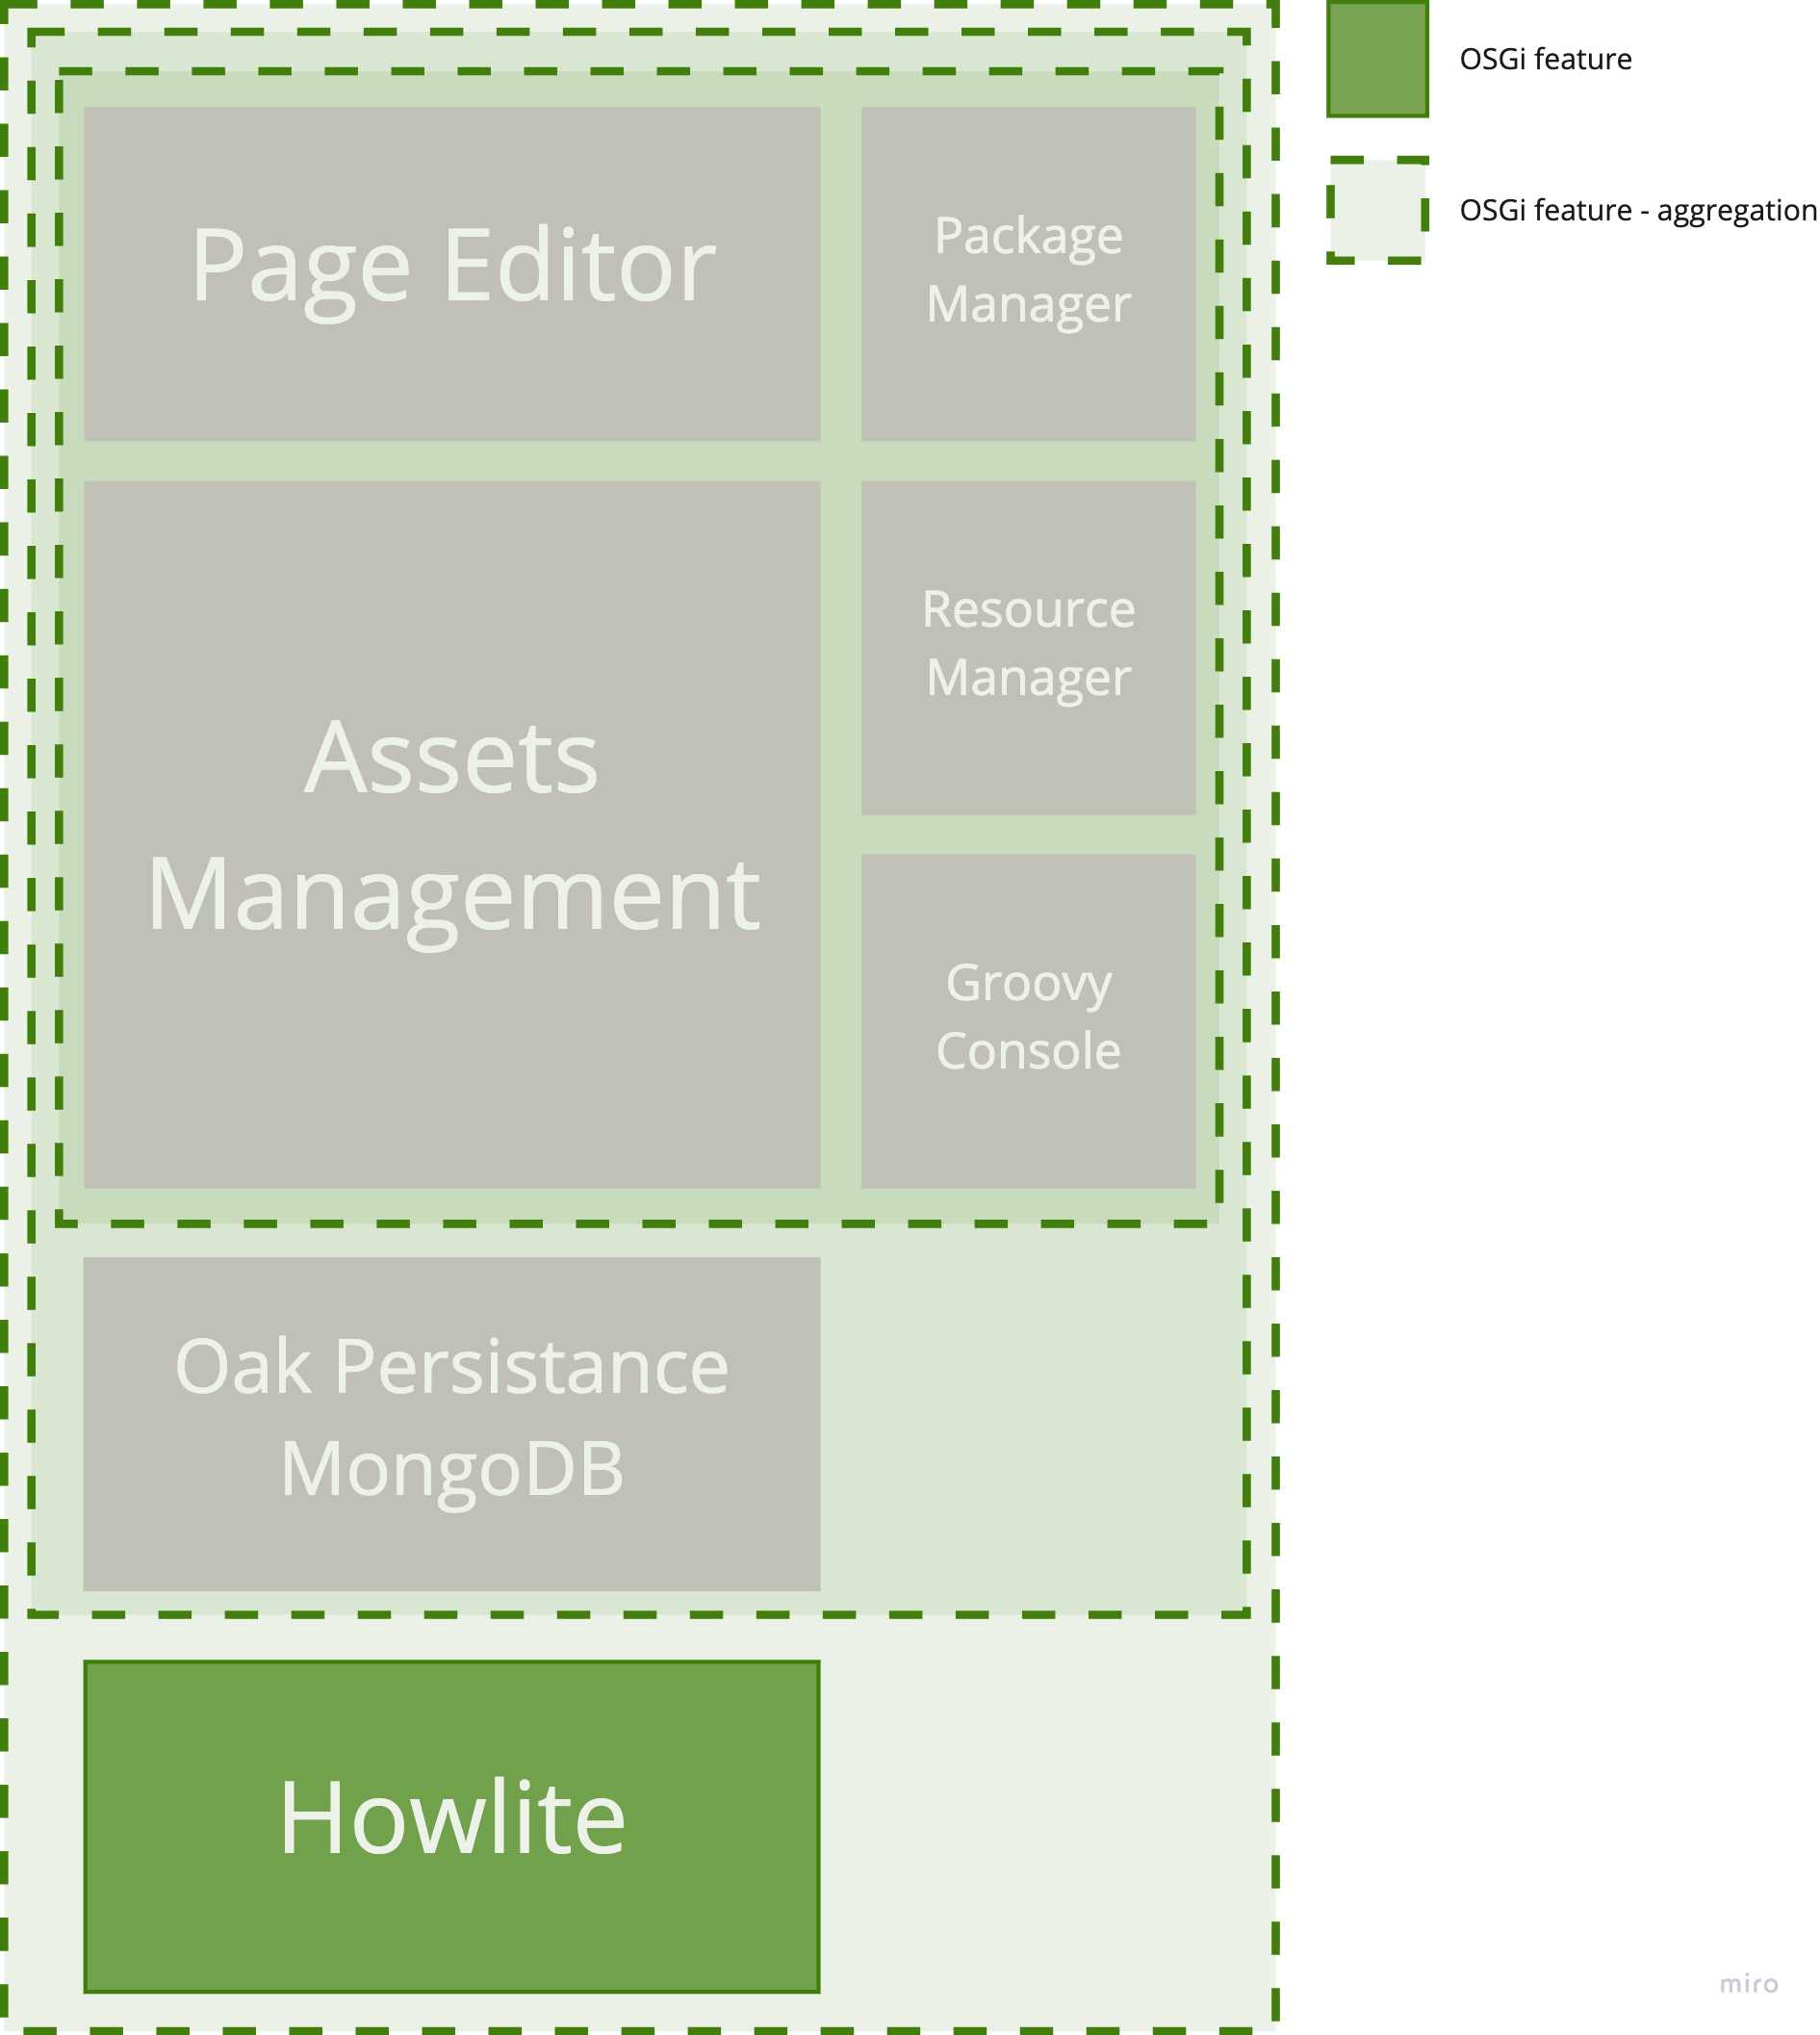 Page Editor
Package
Manager
Assets
Management
Resource
Manager
Groovy
Console
Oak Persistance
MongoDB
Howlite
OSGi feature
OSGi feature - aggregation
miro